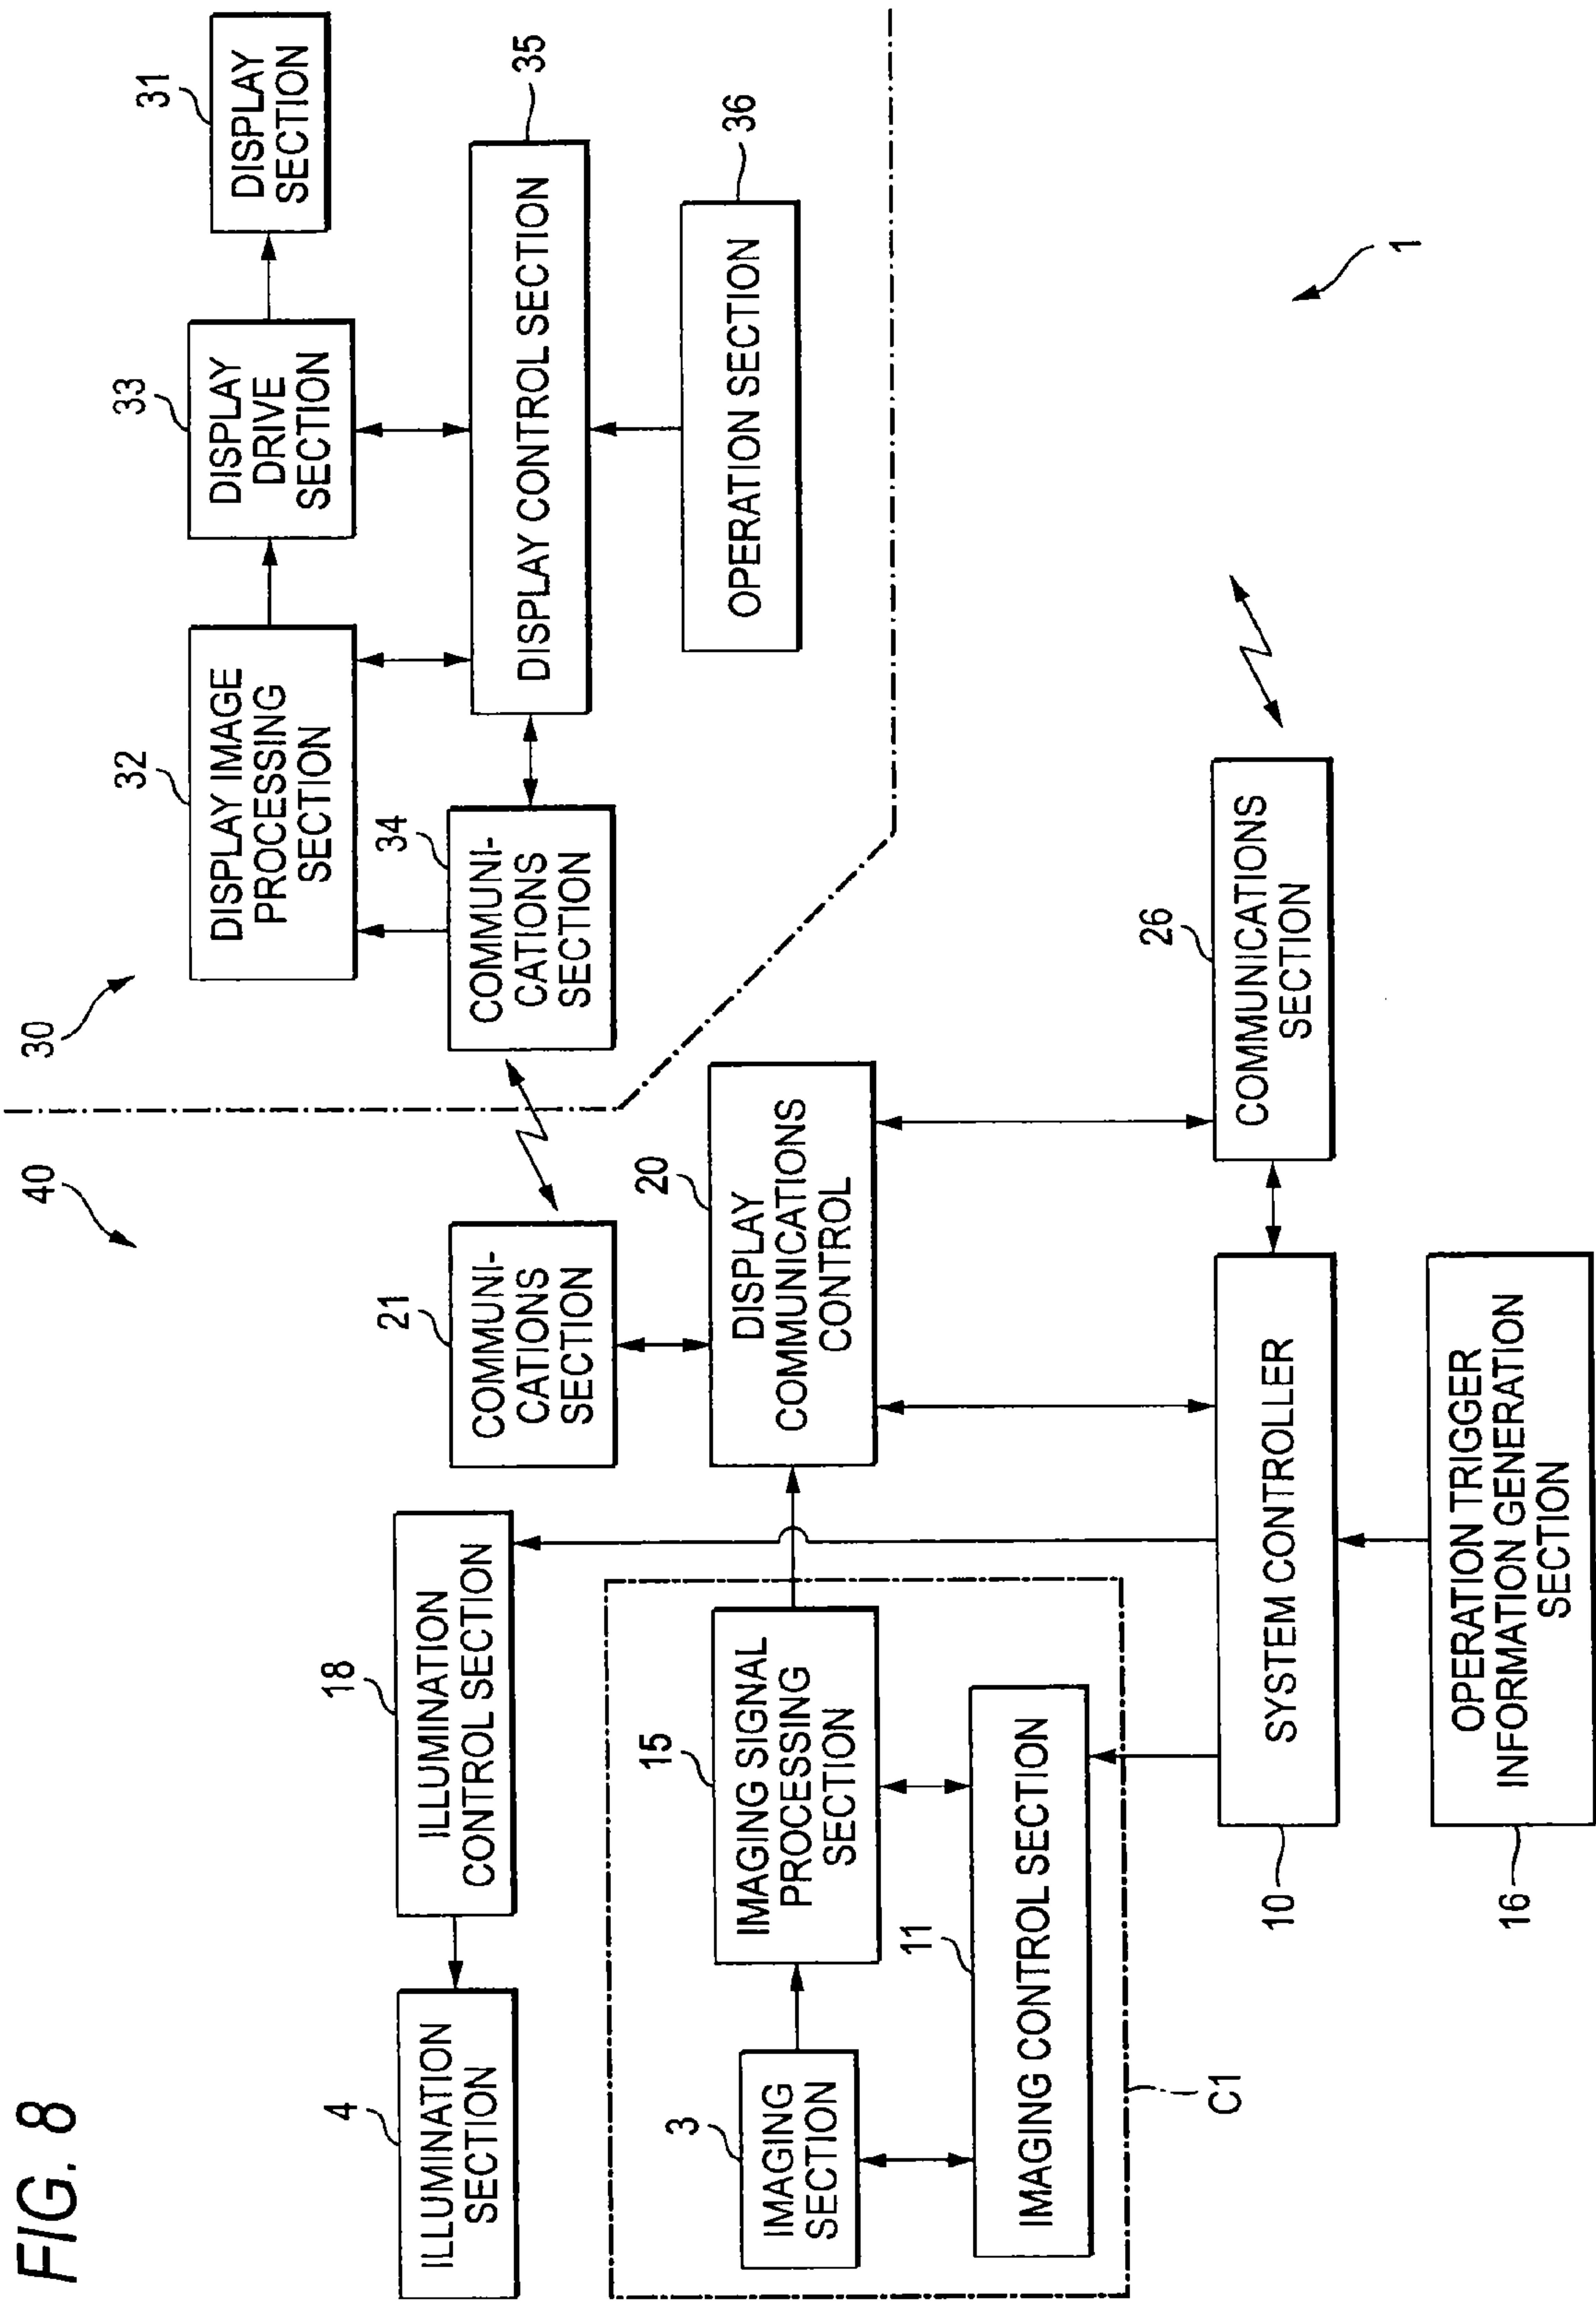 FIG. 8
40
30
4
ILLUMINATION
SECTION
18
ILLUMINATION
CONTROL SECTION
21
COMMUNI-
CATIONS
SECTION
32
DISPLAY IMAGE
PROCESSING
SECTION
33
DISPLAY
DRIVE
SECTION
31
DISPLAY
SECTION
34
COMMUNI-
CATIONS
SECTION
35
DISPLAY CONTROL SECTION
36
OPERATION SECTION
3
IMAGING
SECTION
15
IMAGING SIGNAL
PROCESSING
SECTION
20
DISPLAY
COMMUNICATIONS
CONTROL
11
IMAGING CONTROL SECTION
C1
10
SYSTEM CONTROLLER
26
COMMUNICATIONS
SECTION
16
OPERATION TRIGGER
INFORMATION GENERATION
SECTION
1